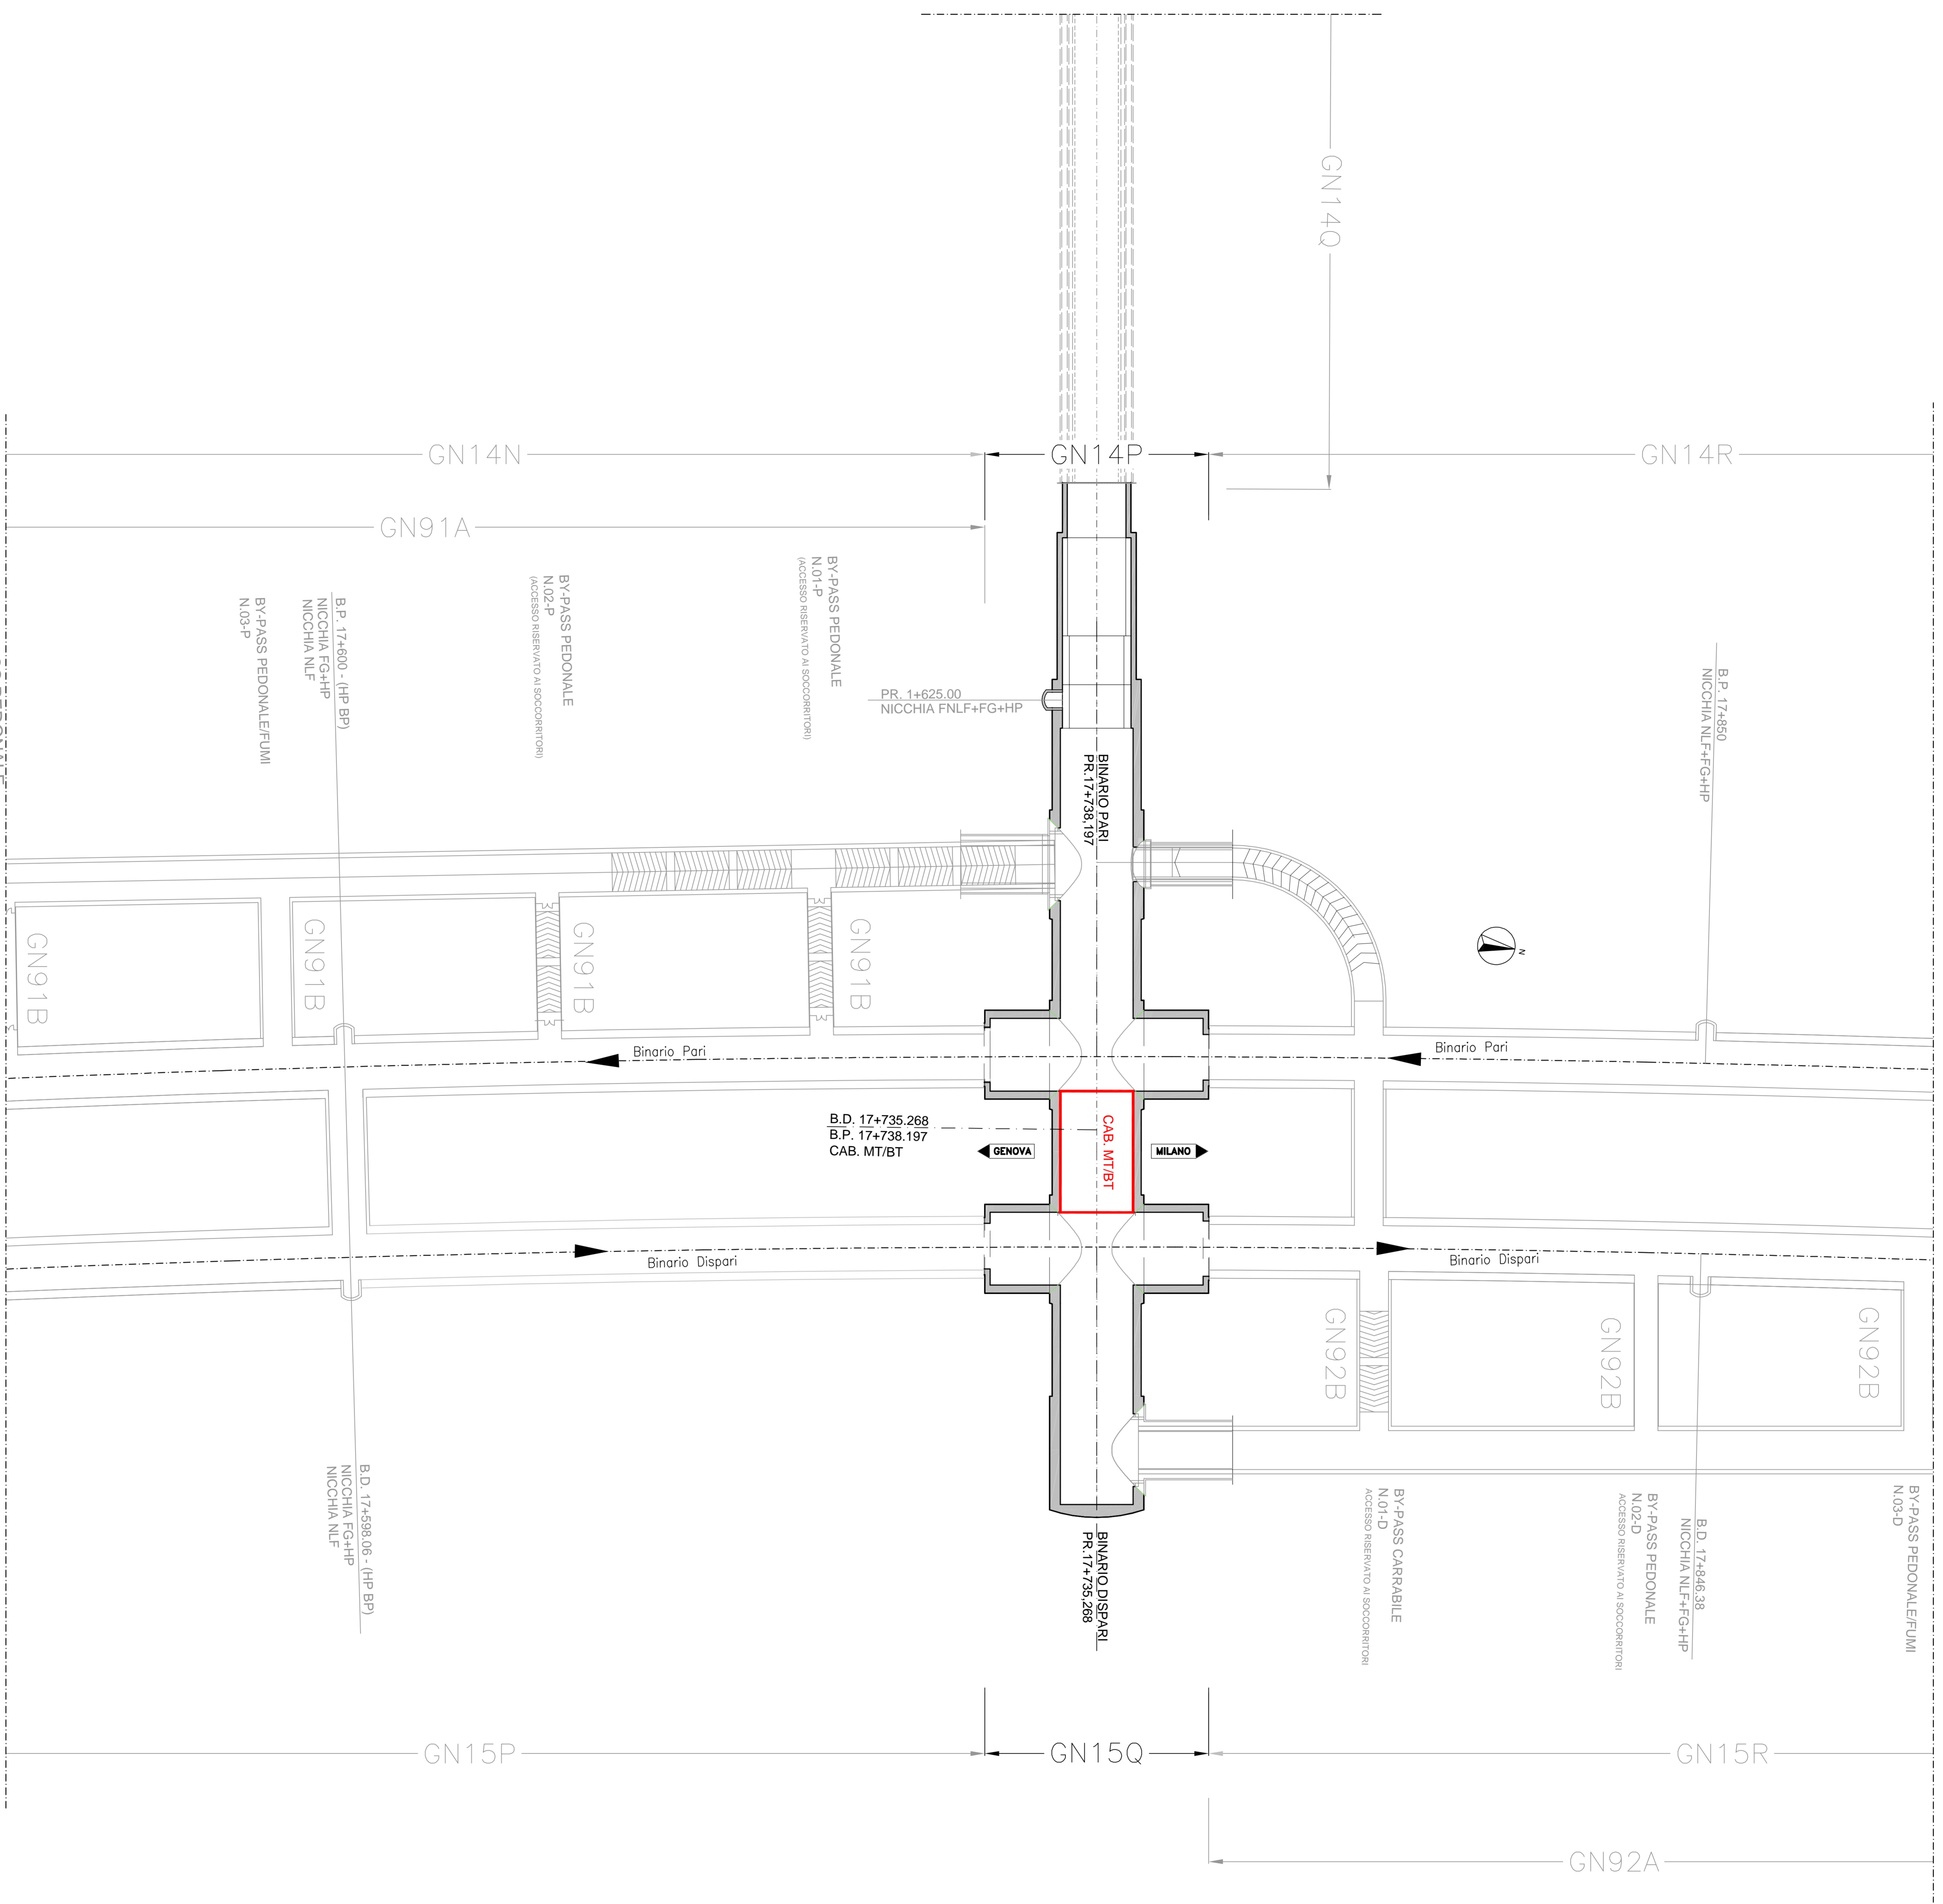 GN14Q
GN14N
GN14P
GN14R
GN91A
BY-PASS PEDONALE
N.01-P
(ACCESSO RISERVATO AI SOCCORRITORI)
BY-PASS PEDONALE
N.02-P
(ACCESSO RISERVATO AI SOCCORRITORI)
B.P. 17+600 - (HP BP)
NICCHIA FG+HP
NICCHIA NLF
BY-PASS PEDONALE/FUMI
N.03-P
PR. 1+625.00
NICCHIA FNLF+FG+HP
B.P. 17+850
NICCHIA NLF+FG+HP
BINARIO PARI
PR.17+738,197
N
GN91B
GN91B
GN91B
GN91B
Binario Pari
Binario Pari
B.D. 17+735.268
B.P. 17+738.197
CAB. MT/BT
GENOVA
CAB. MT/BT
MILANO
Binario Dispari
Binario Dispari
GN92B
GN92B
GN92B
B.D. 17+598.06 - (HP BP)
NICCHIA FG+HP
NICCHIA NLF
BINARIO DISPARI
PR.17+735,268
BY-PASS CARRABILE
N.01-D
ACCESSO RISERVATO AI SOCCORRITORI
BY-PASS PEDONALE
N.02-D
ACCESSO RISERVATO AI SOCCORRITORI
B.D. 17+846.38
NICCHIA NLF+FG+HP
BY-PASS PEDONALE/FUMI
N.03-D
GN15P
GN15Q
GN15R
GN92A